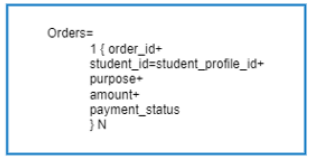 Orders=
1 { order_id+
student_id=student_profile_id+
purpose+
amount+
payment_status
} N